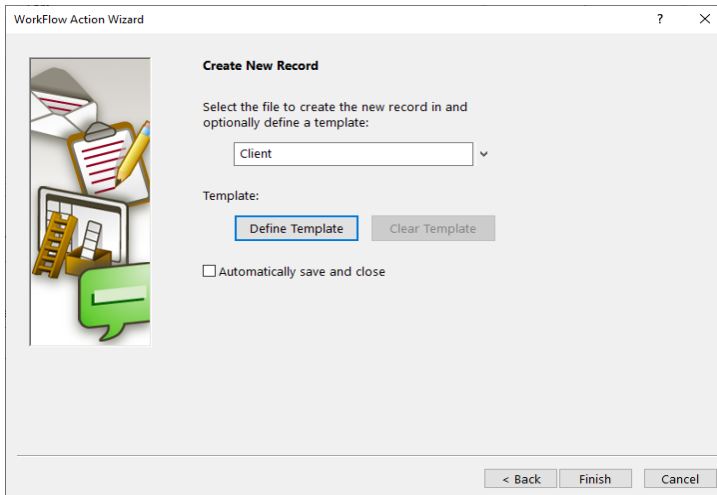 WorkFlow Action Wizard
?
Create New Record
Select the file to create the new record in and
optionally define a template:
Client
Template:
Define Template
Clear Template
Automatically save and close
< Back
Finish
Cancel